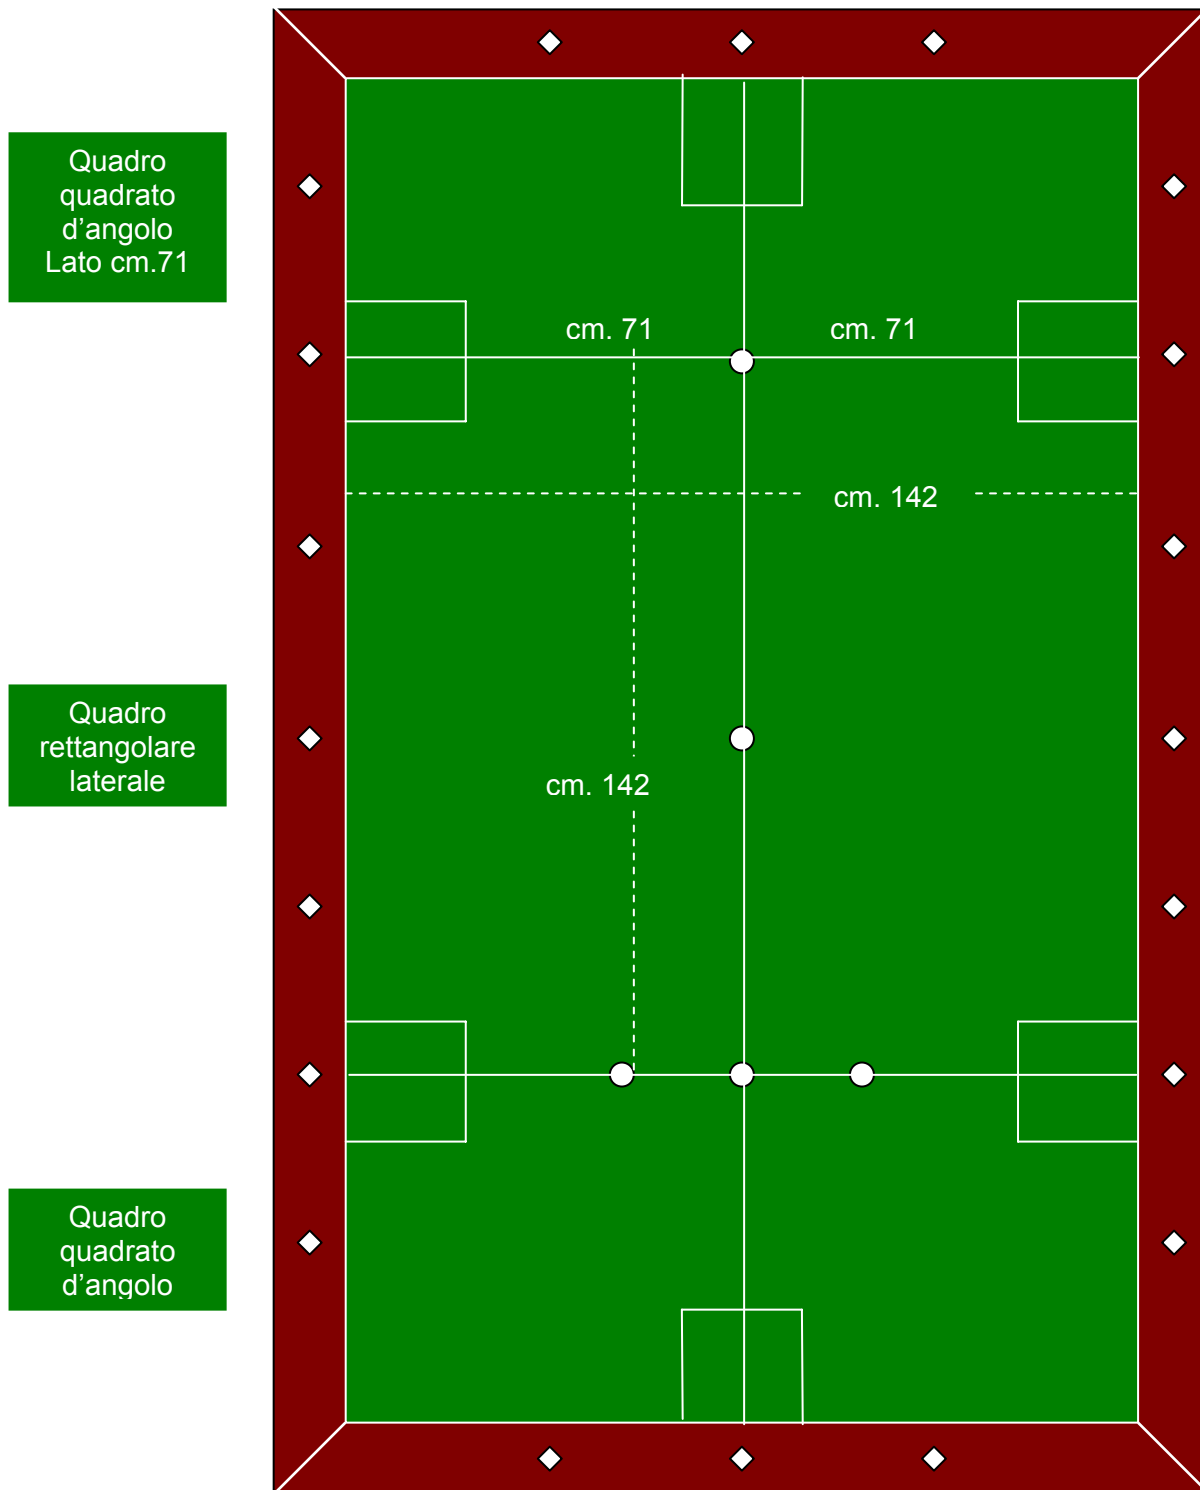 Quadro
quadrato
d’angolo
Lato cm.71
cm. 71
cm. 71
cm. 142
Quadro
rettangolare
laterale
cm. 142
Quadro
quadrato
d’angolo